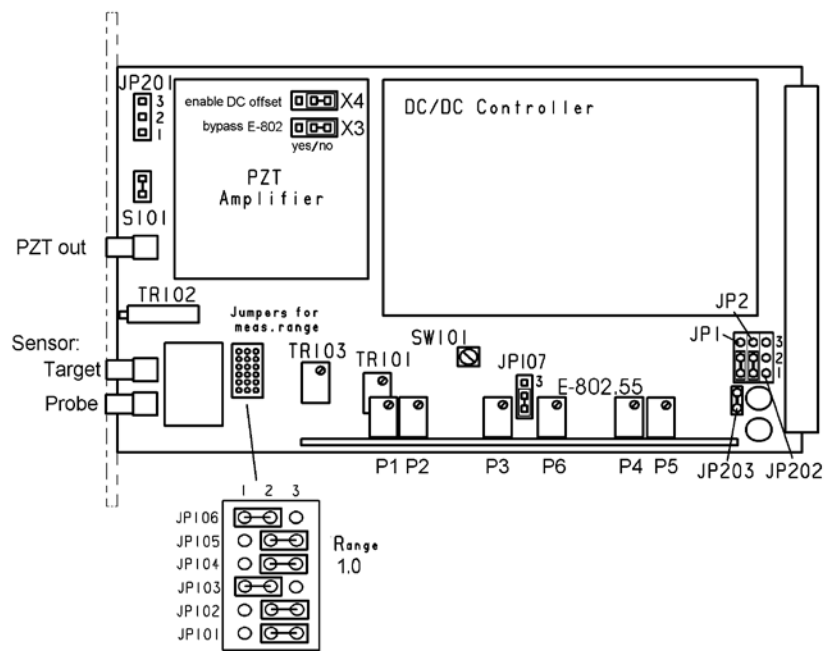 JP201
3
2
1
enable DC offset
X4
bypass E-802
X3
yes/no
PZT
Amplifier
DC/DC Controller
S101
PZT out
TR102
Jumpers for
meas.range
Sensor:
Target
Probe
TR103
TR101
SW101
JP107
3
E-802.55
JP2
JP1
3
2
1
P1 P2 P3 P6 P4 P5
JP203
JP202
1 2 3
JP106
JP105
JP104
JP103
JP102
JP101
Range
1,0